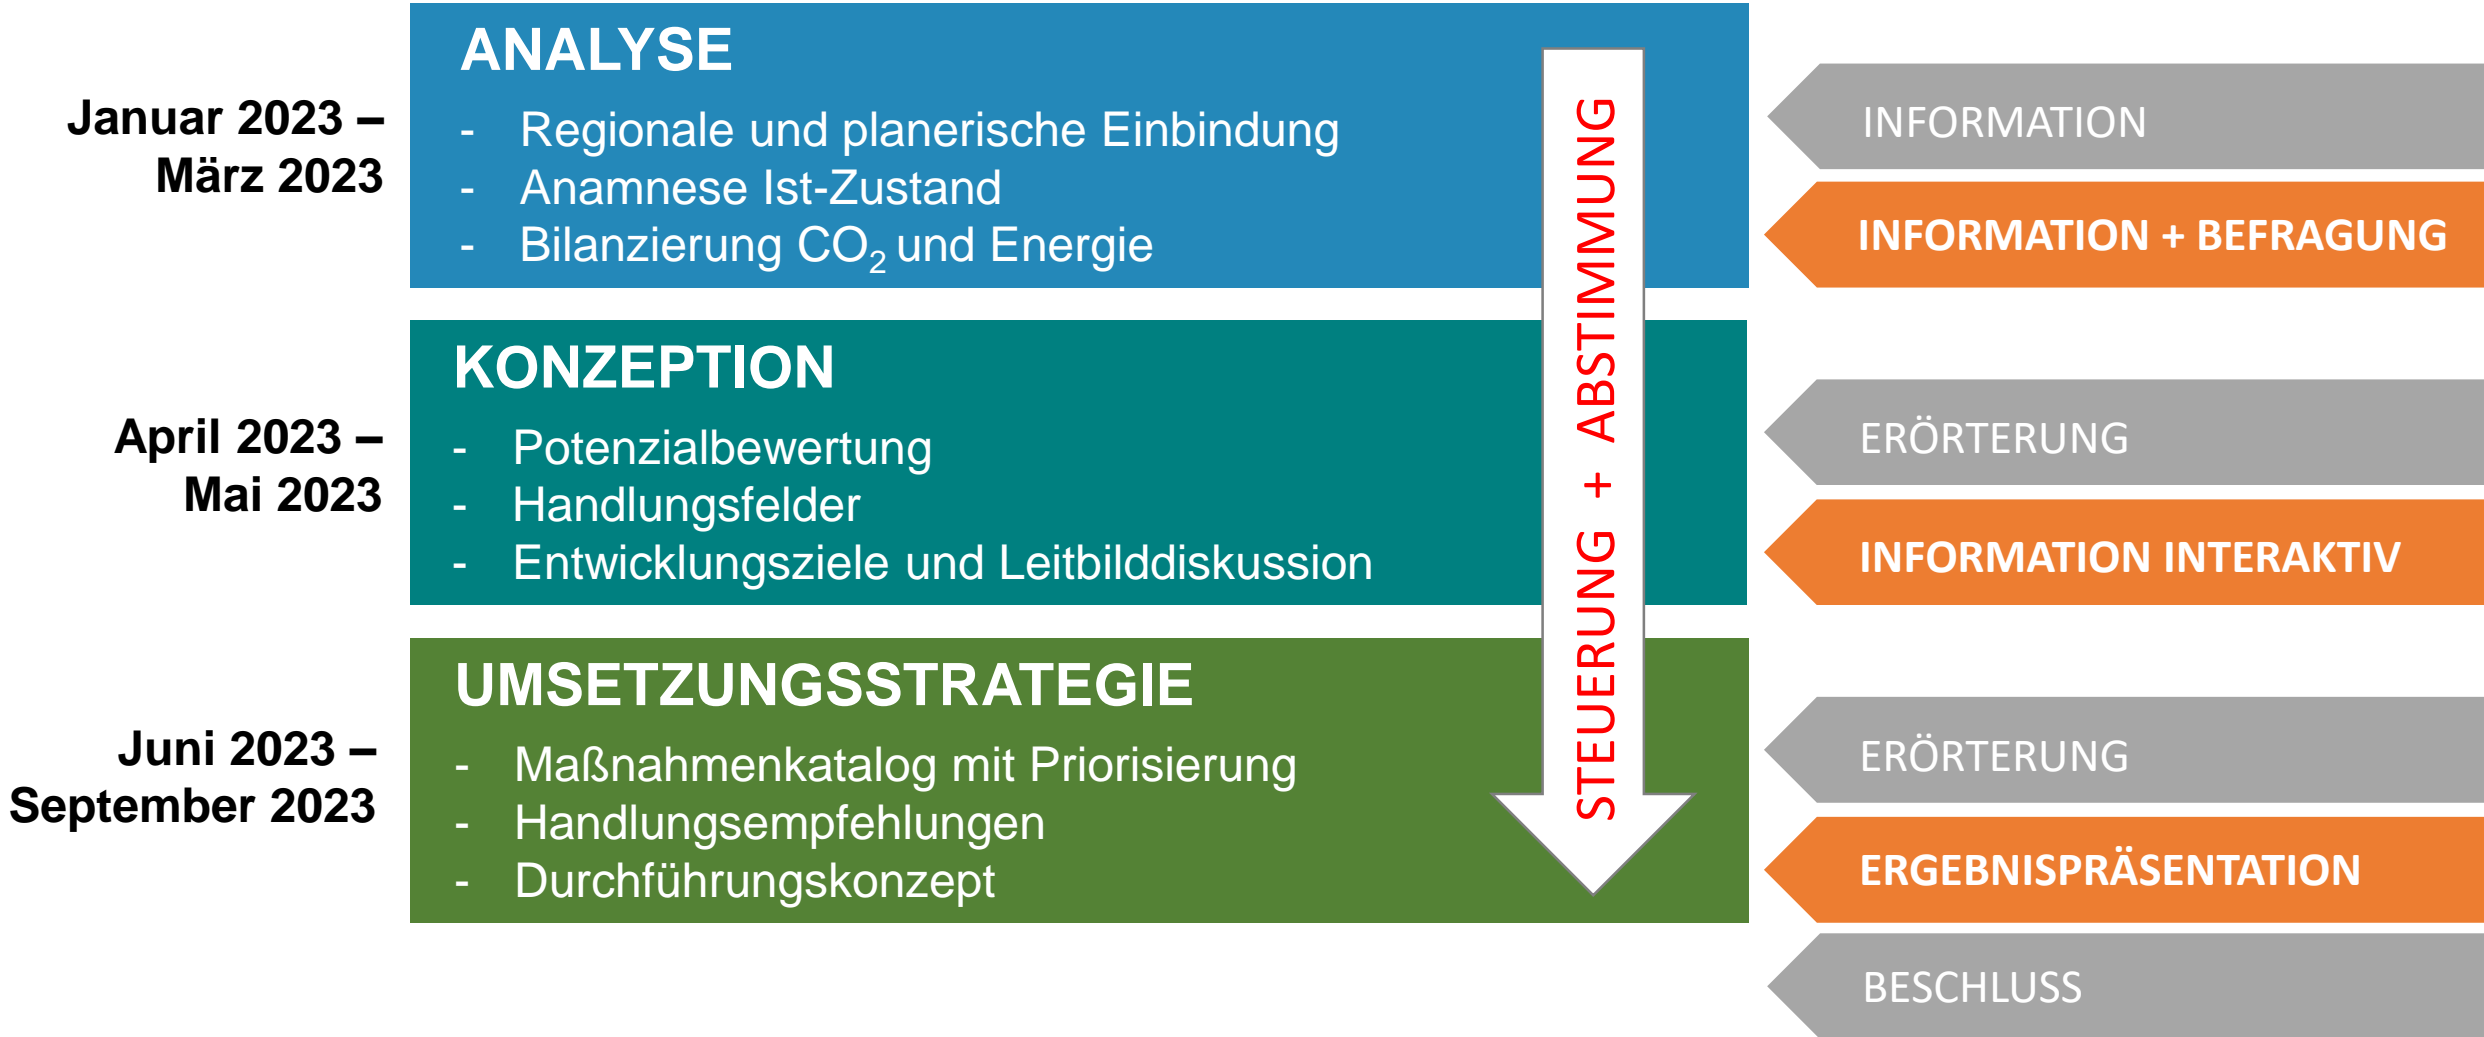 Januar 2023 –
März 2023
ANALYSE
- Regionale und planerische Einbindung
- Anamnese Ist-Zustand
- Bilanzierung CO₂ und Energie
INFORMATION
INFORMATION + BEFRAGUNG
April 2023 –
Mai 2023
KONZEPTION
- Potenzialbewertung
- Handlungsfelder
- Entwicklungsziele und Leitbilddiskussion
ERÖRTERUNG
INFORMATION INTERAKTIV
Juni 2023 –
September 2023
UMSETZUNGSSTRATEGIE
- Maßnahmenkatalog mit Priorisierung
- Handlungsempfehlungen
- Durchführungskonzept
ERÖRTERUNG
ERGEBNISPRÄSENTATION
BESCHLUSS
STEUERUNG + ABSTIMMUNG